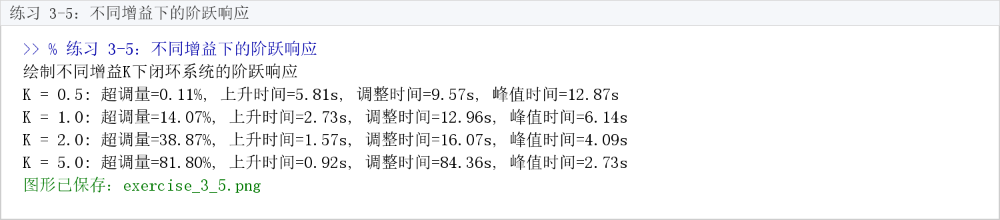 练习 3-5: 不同增益下的阶跃响应
>> % 练习 3-5: 不同增益下的阶跃响应
绘制不同增益K下闭环系统的阶跃响应
K = 0.5: 超调量=0.11%, 上升时间=5.81s, 调整时间=9.57s, 峰值时间=12.87s
K = 1.0: 超调量=14.07%, 上升时间=2.73s, 调整时间=12.96s, 峰值时间=6.14s
K = 2.0: 超调量=38.87%, 上升时间=1.57s, 调整时间=16.07s, 峰值时间=4.09s
K = 5.0: 超调量=81.80%, 上升时间=0.92s, 调整时间=84.36s, 峰值时间=2.73s
图形已保存: exercise_3_5.png